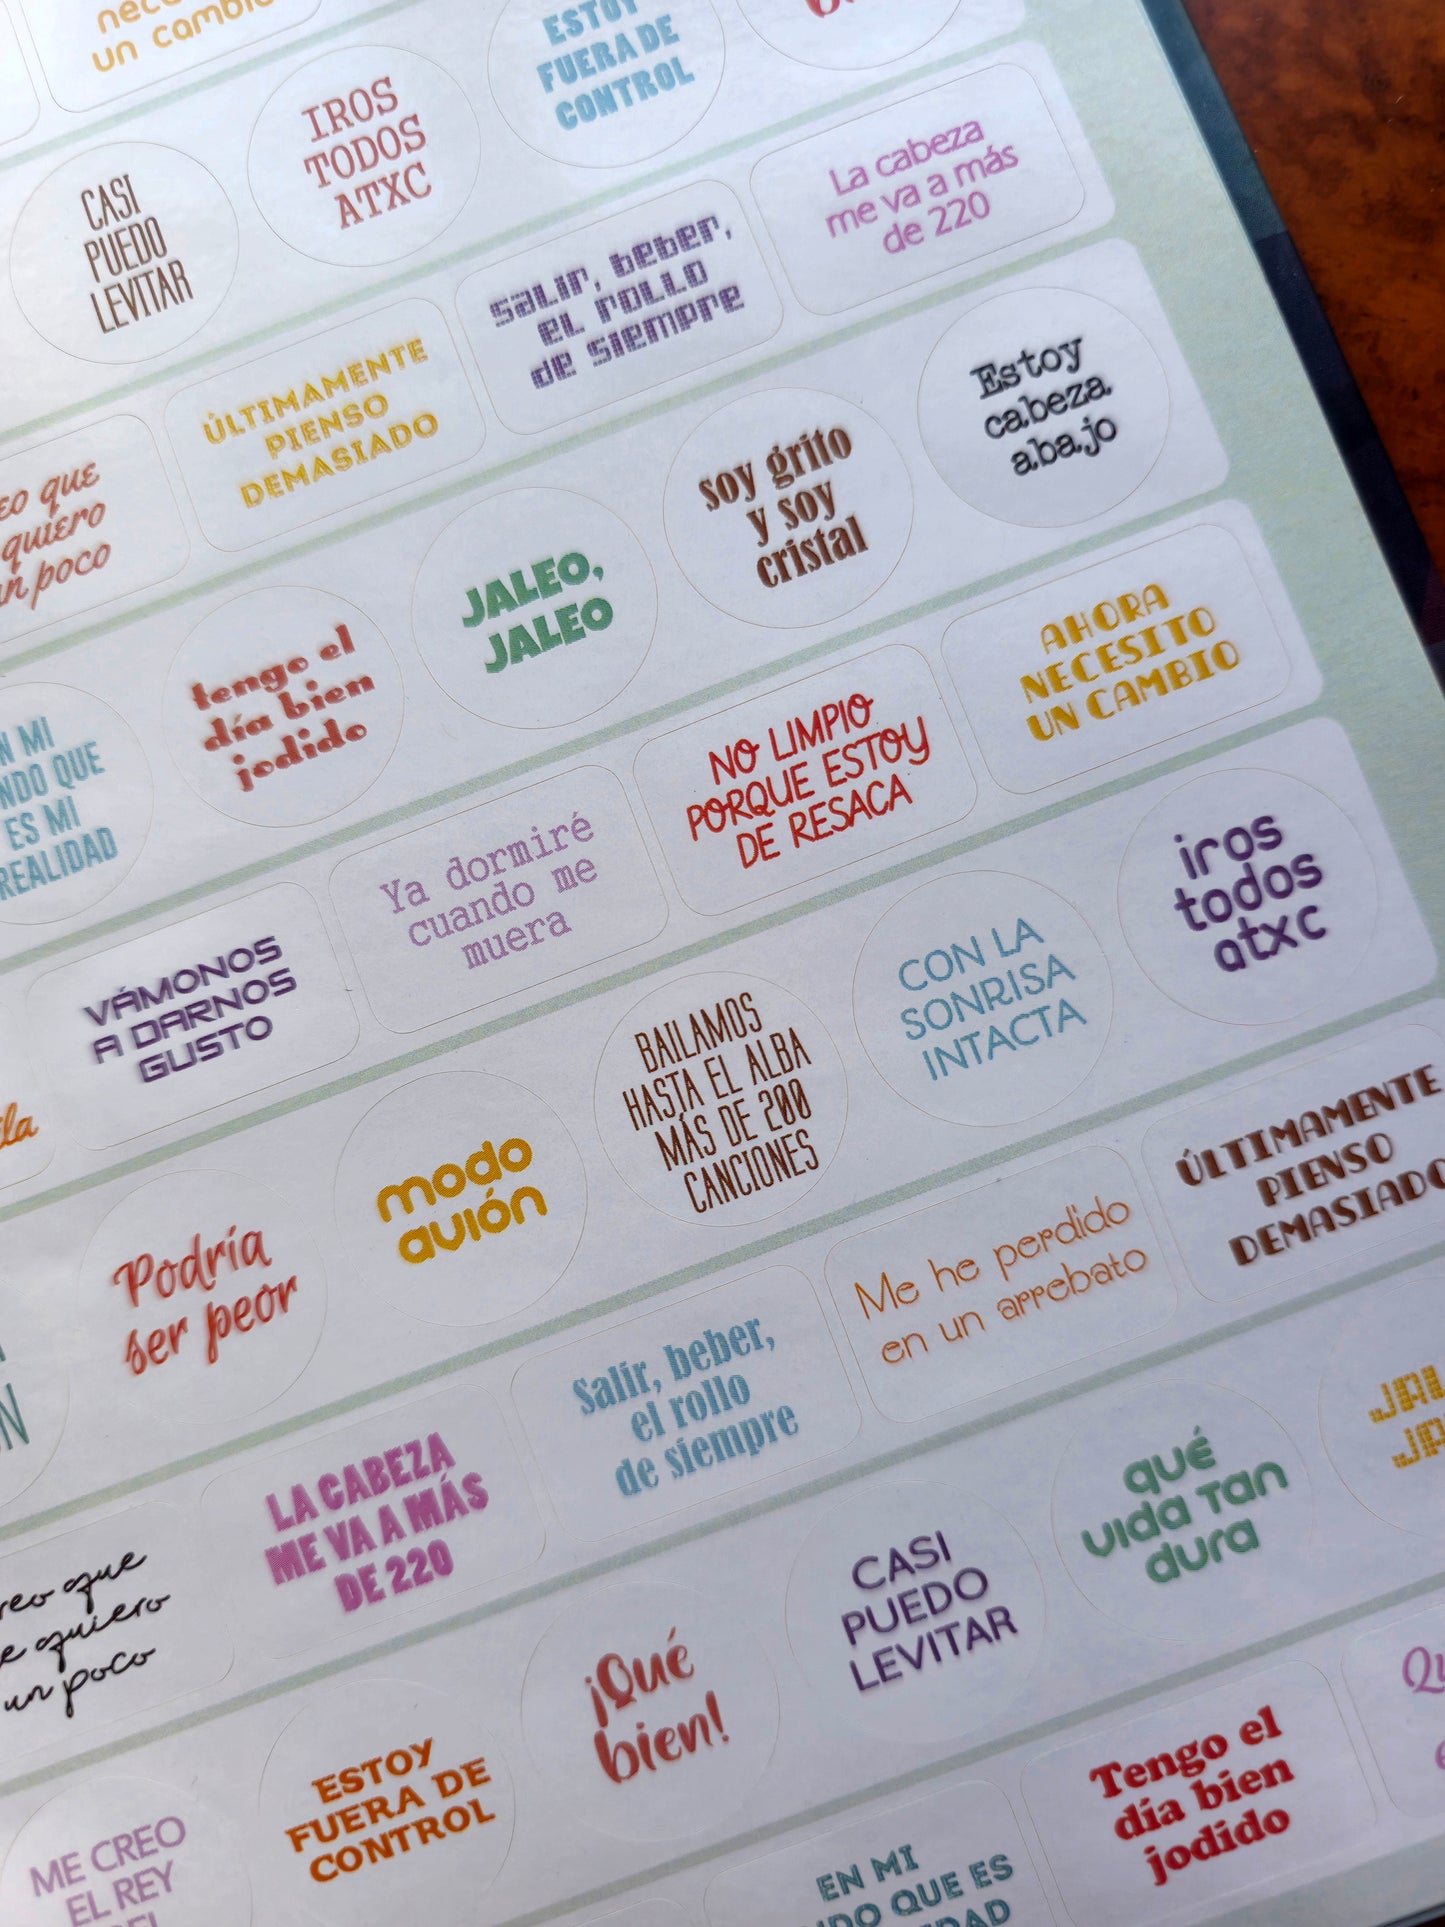 un cambio
ESTOY
FUERA DE
CONTROL
IROS
TODOS
ATXC
CASI
PUEDO
LEVITAR
La cabeza
me va a más
de 220
salir, beber,
el rollo
de siempre
ÚLTIMAMENTE
PIENSO
DEMASIADO
que
quiero
poco
Estoy
cabeza
abajo
soy grito
y soy
cristal
JALEO,
JALEO
tengo el
día bien
jodido
MI
QUE
ES MI
REALIDAD
AHORA
NECESITO
UN CAMBIO
NO LIMPIO
PORQUE ESTOY
DE RESACA
Ya dormiré
cuando me
muera
VÁMONOS
A DARNOS
GUSTO
iros
todos
atxc
CON LA
SONRISA
INTACTA
BAILAMOS
HASTA EL ALBA
MÁS DE 200
CANCIONES
modo
avión
Podría
ser peor
ÚLTIMAMENTE
PIENSO
DEMASIADO
Me he perdido
en un arrebato
Salir, beber,
el rollo
de siempre
LA CABEZA
ME VA A MÁS
DE 220
que
quiero
un poco
qué
vida tan
dura
CASI
PUEDO
LEVITAR
¡Qué
bien!
ESTOY
FUERA DE
CONTROL
ME CREO
EL REY
Tengo el
día bien
jodido
EN MI
QUE ES